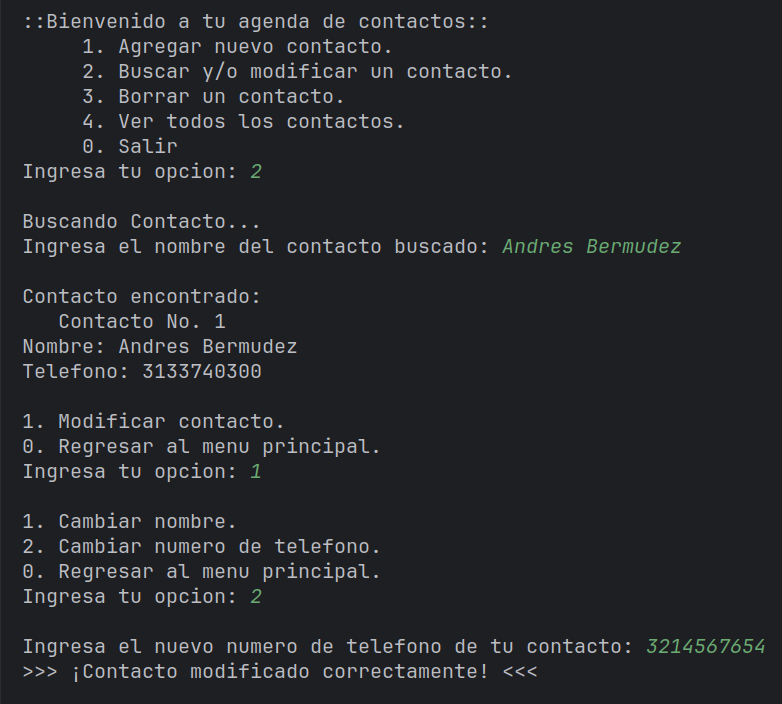 ::Bienvenido a tu agenda de contactos::
1. Agregar nuevo contacto.
2. Buscar y/o modificar un contacto.
3. Borrar un contacto.
4. Ver todos los contactos.
0. Salir
Ingresa tu opcion: 2
Buscando Contacto...
Ingresa el nombre del contacto buscado: Andres Bermudez
Contacto encontrado:
Contacto No. 1
Nombre: Andres Bermudez
Telefono: 3133740300
1. Modificar contacto.
0. Regresar al menu principal.
Ingresa tu opcion: 1
1. Cambiar nombre.
2. Cambiar numero de telefono.
0. Regresar al menu principal.
Ingresa tu opcion: 2
Ingresa el nuevo numero de telefono de tu contacto: 3214567654
>>> ¡Contacto modificado correctamente! <<<